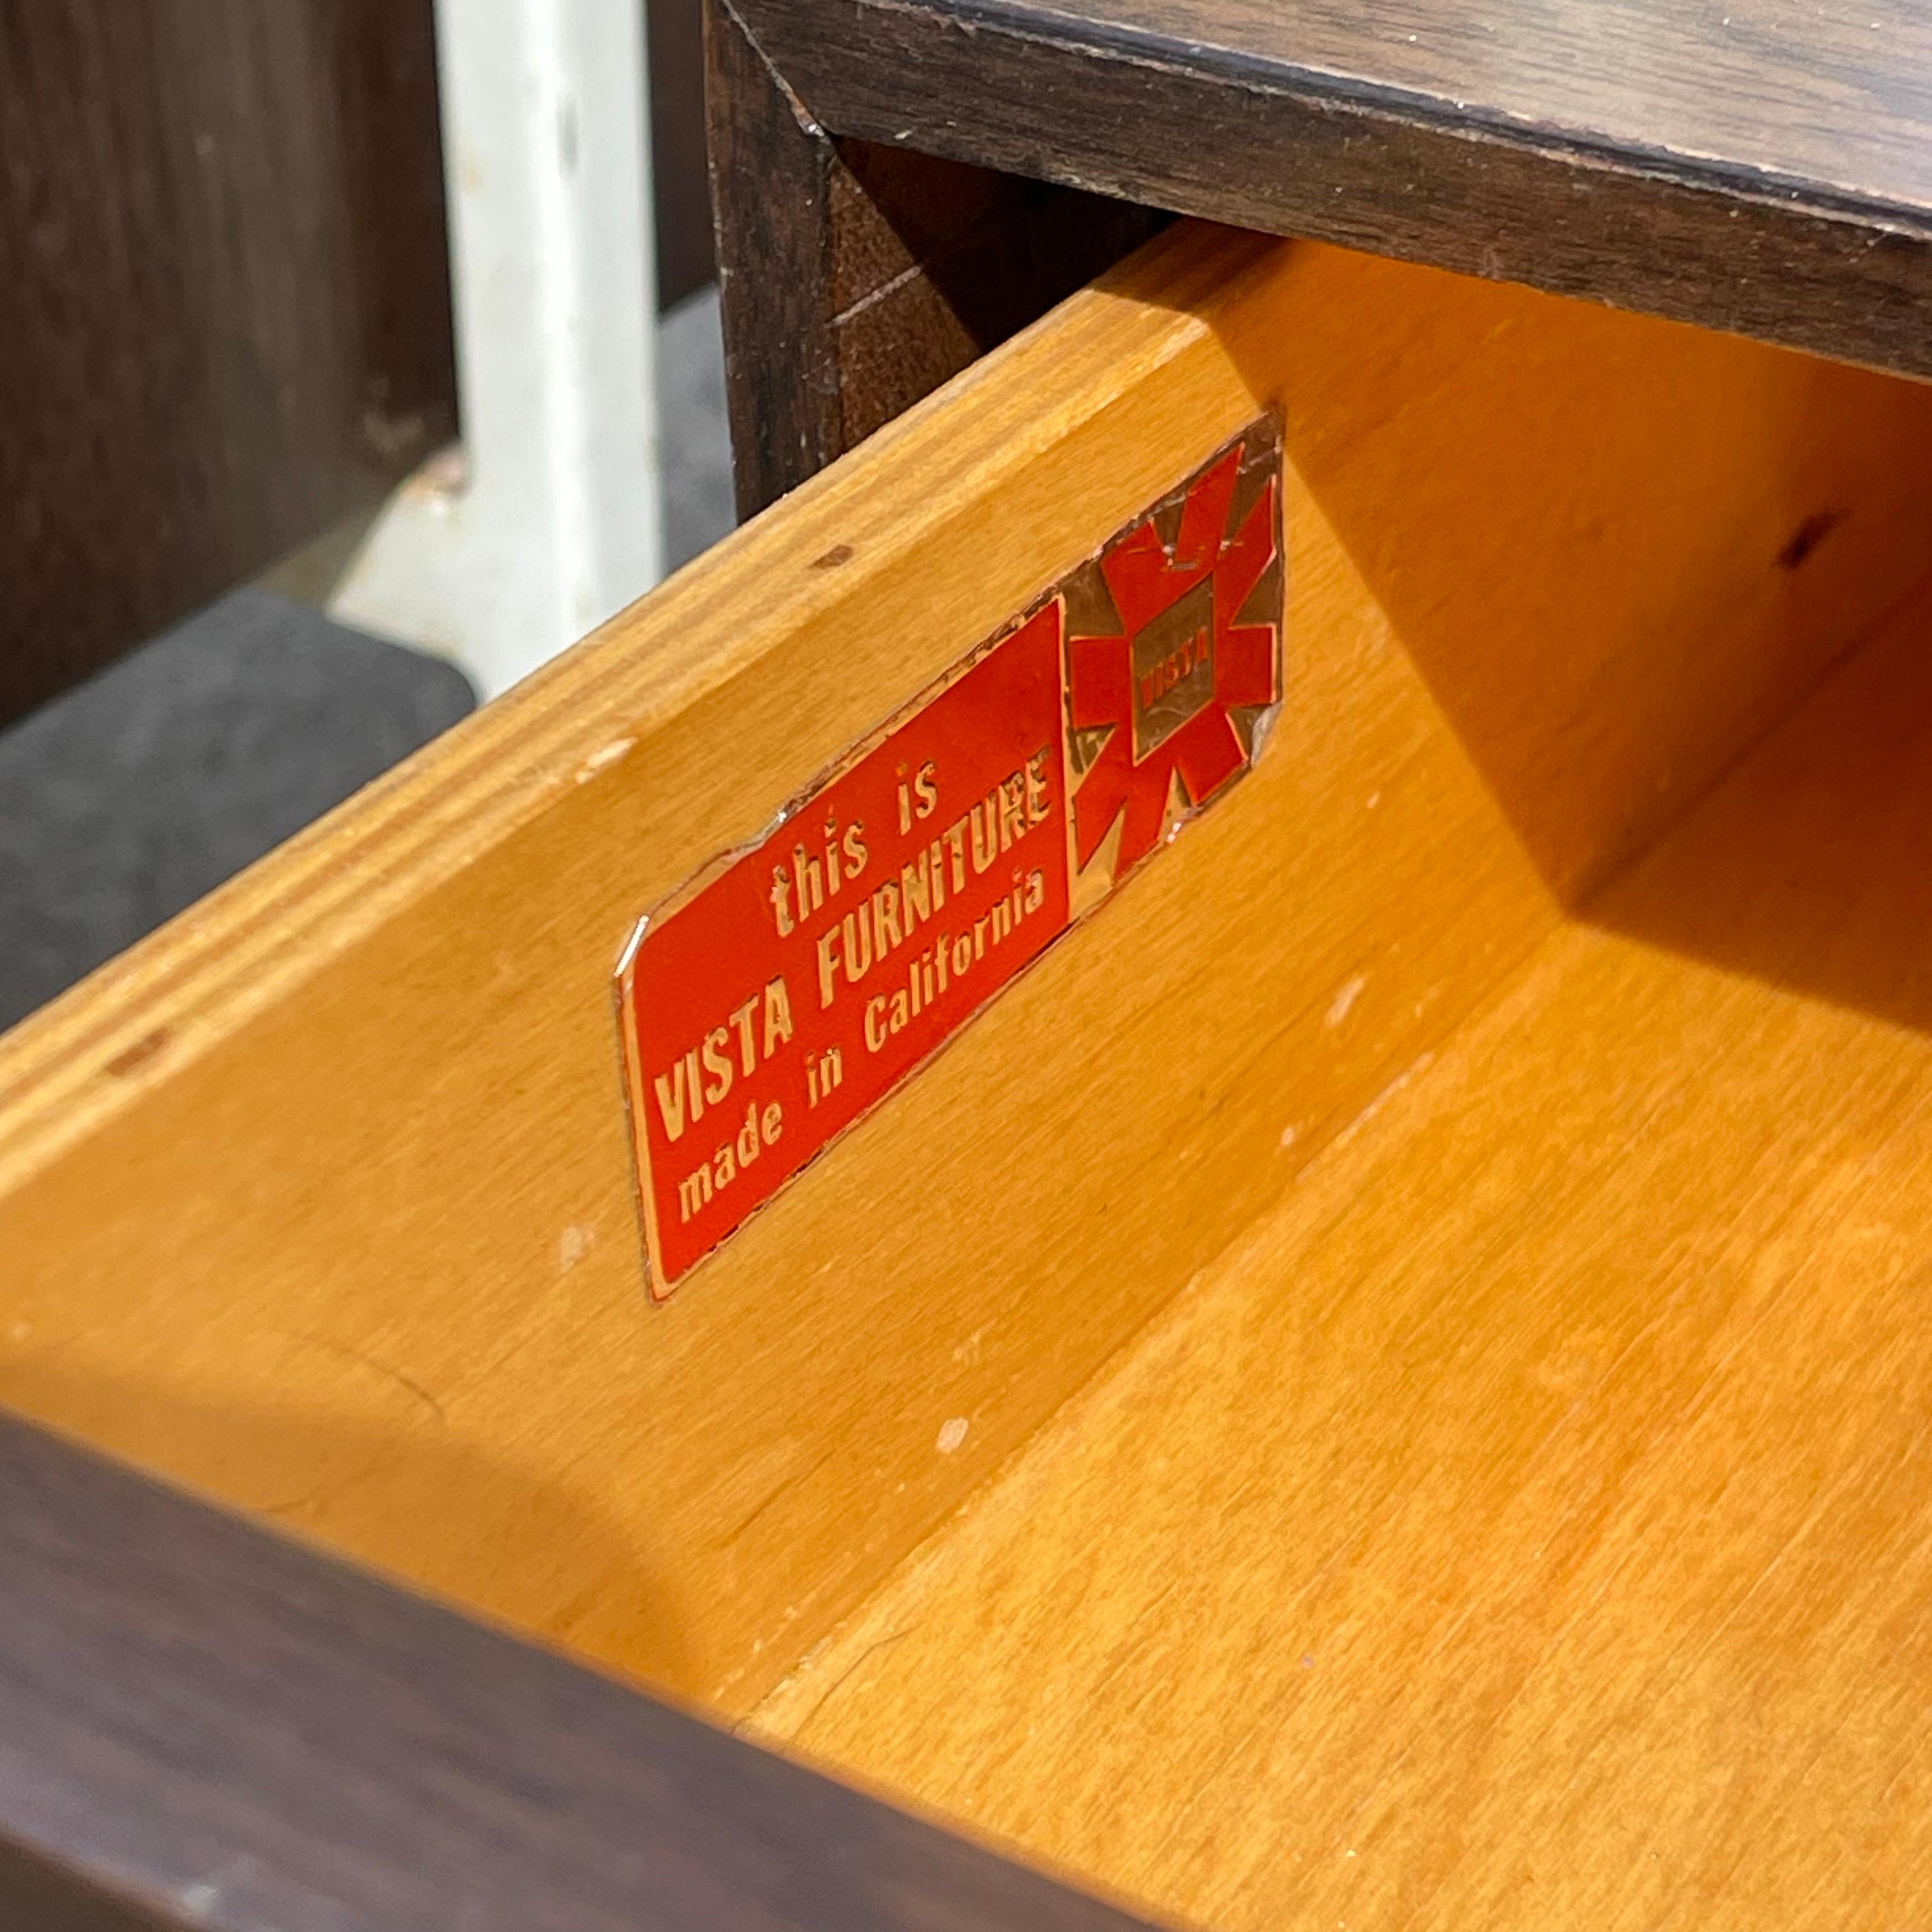 this is
VISTA FURNITURE
made in California
VISTA